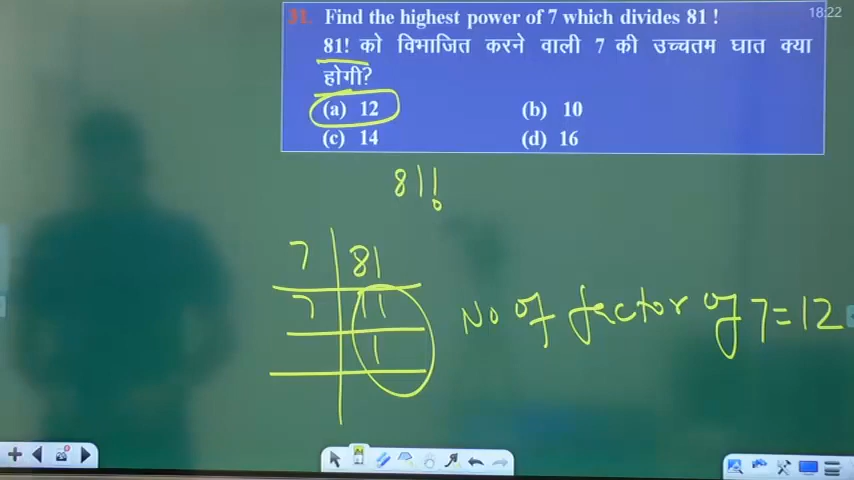 18:22
31. Find the highest power of 7 which divides 81 !
81! को विभाजित करने वाली 7 की उच्चतम घात क्या
होगी?
(a) 12 (b) 10
(c) 14 (d) 16
81!
7 81
7 11
1
No of factor of 7 = 12